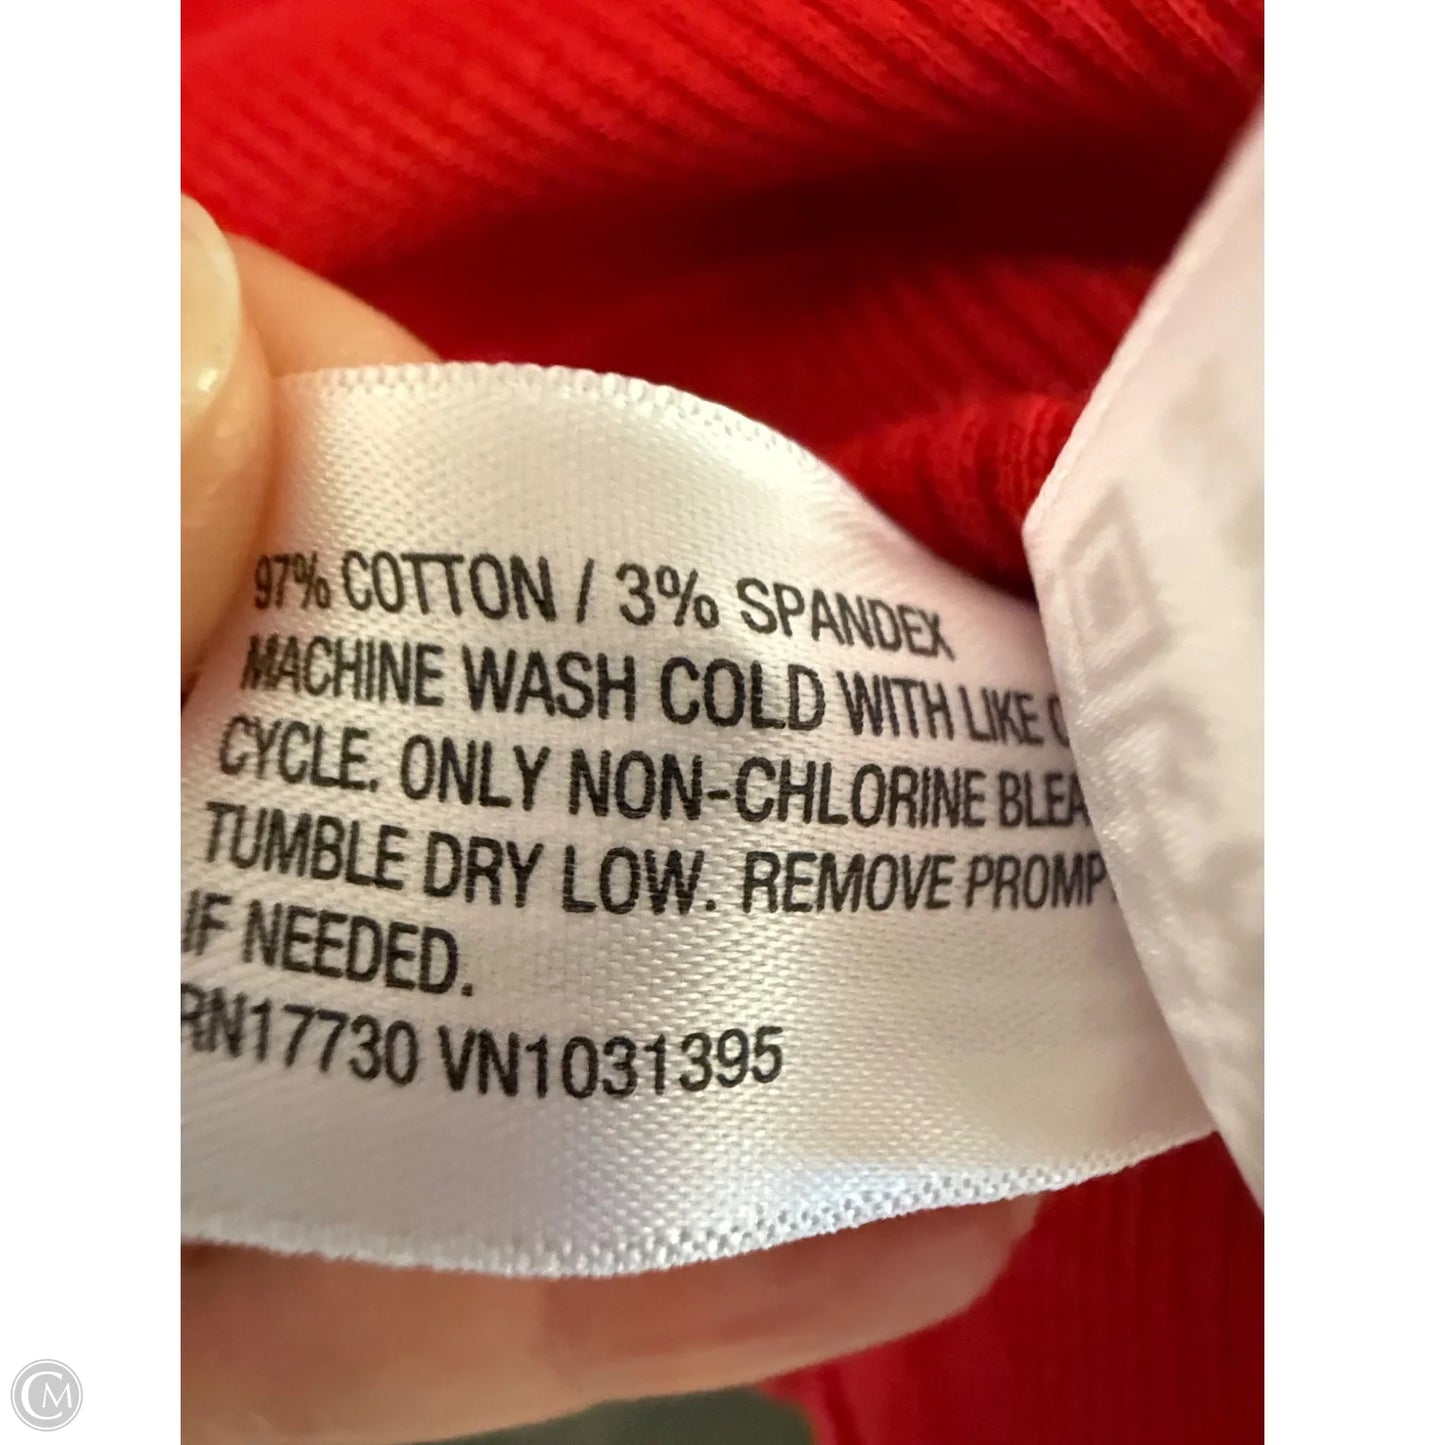 97% COTTON / 3% SPANDEX
MACHINE WASH COLD WITH LIKE
CYCLE. ONLY NON-CHLORINE
TUMBLE DRY LOW. REMOVE
IF NEEDED.
RN17730 VN1031395
CM